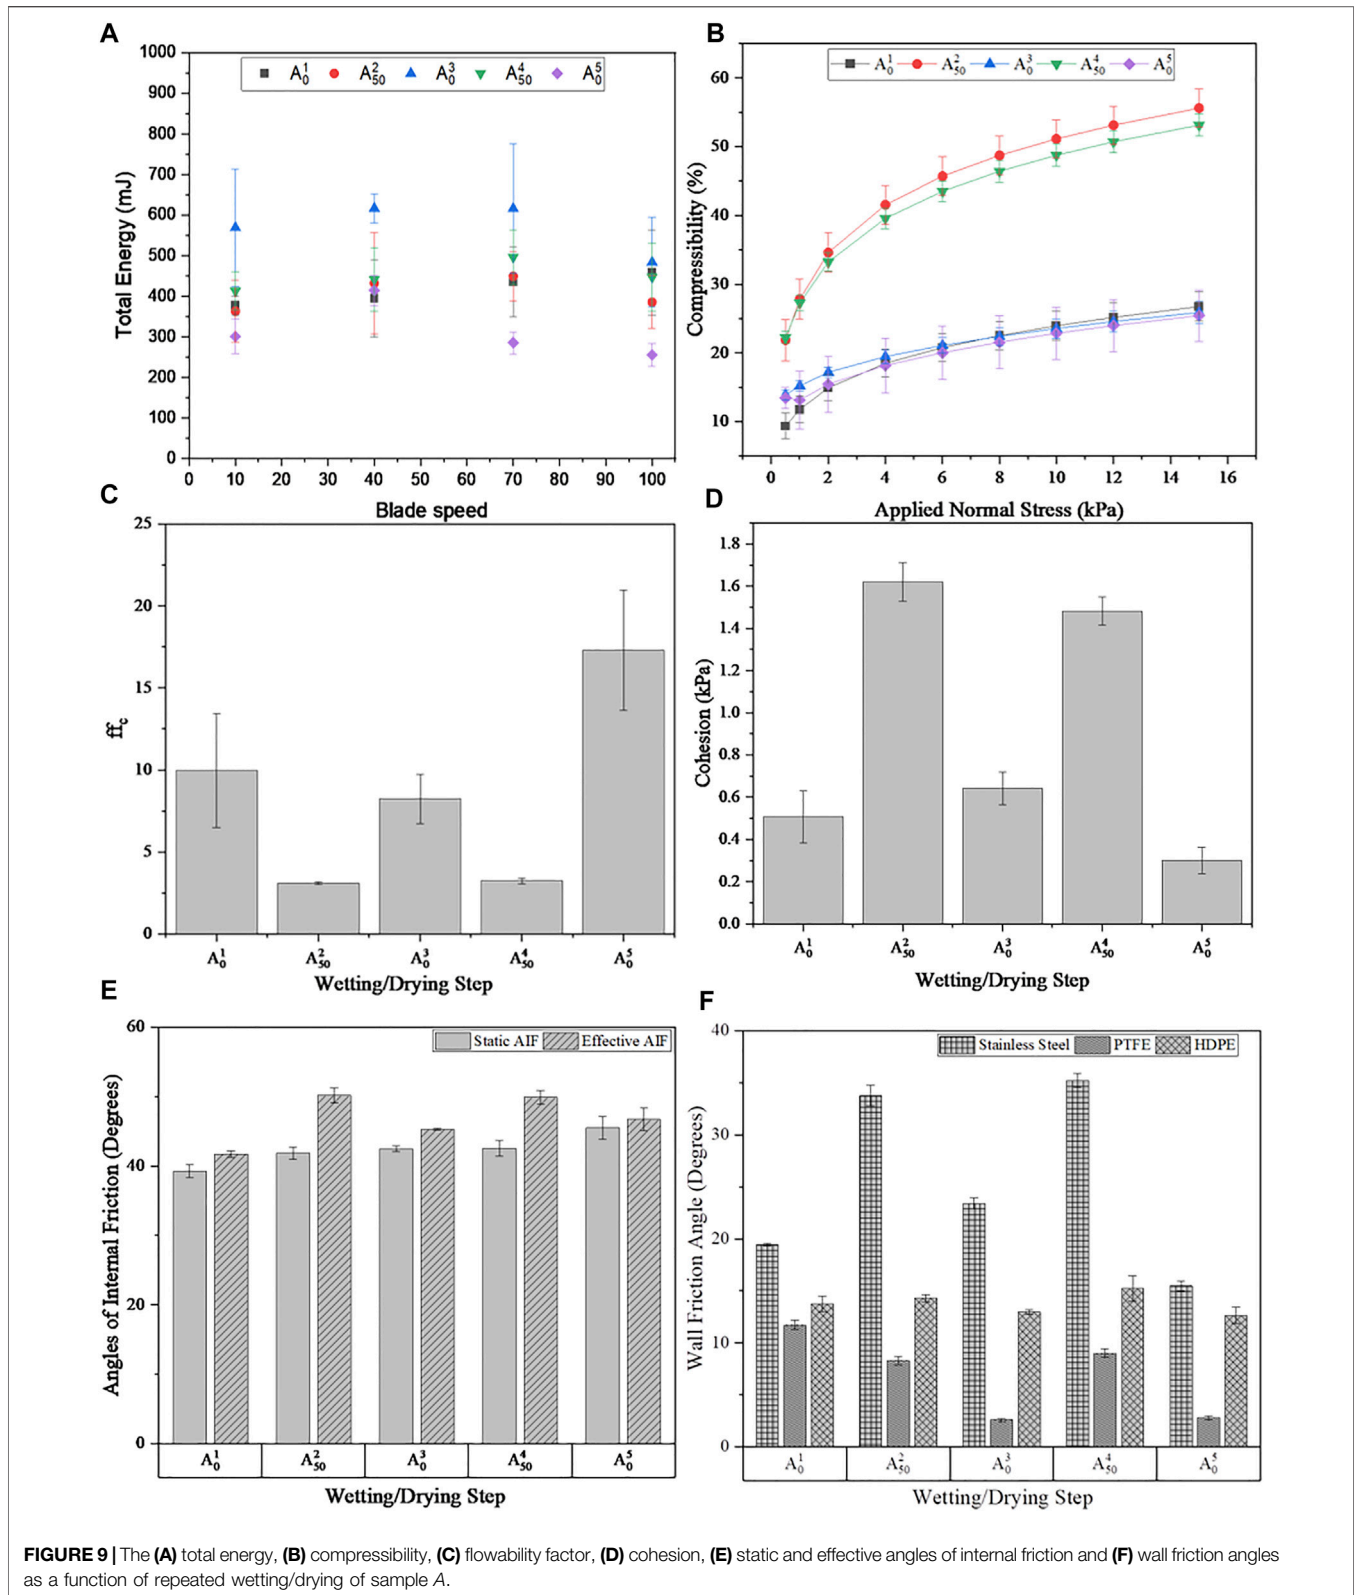 A
1000
900
800
700
600
500
400
300
200
100
0
Total Energy (mJ)
A₀¹ A₅₀² A₀³ A₅₀⁴ A₀⁵
0 10 20 30 40 50 60 70 80 90 100
Blade speed
B
60
50
40
30
20
10
Compressibility (%)
A₀¹ A₅₀² A₀³ A₅₀⁴ A₀⁵
0 2 4 6 8 10 12 14 16
Applied Normal Stress (kPa)
C
25
20
15
10
5
0
ff_c
A₀¹ A₅₀² A₀³ A₅₀⁴ A₀⁵
Wetting/Drying Step
D
1.8
1.6
1.4
1.2
1.0
0.8
0.6
0.4
0.2
0.0
Cohesion (kPa)
A₀¹ A₅₀² A₀³ A₅₀⁴ A₀⁵
Wetting/Drying Step
E
60
40
20
0
Angles of Internal Friction (Degrees)
Static AIF Effective AIF
A₀¹ A₅₀² A₀³ A₅₀⁴ A₀⁵
Wetting/Drying Step
F
40
30
20
10
0
Wall Friction Angle (Degrees)
Stainless Steel PTFE HDPE
A₀¹ A₅₀² A₀³ A₅₀⁴ A₀⁵
Wetting/Drying Step
FIGURE 9 | The (A) total energy, (B) compressibility, (C) flowability factor, (D) cohesion, (E) static and effective angles of internal friction and (F) wall friction angles
as a function of repeated wetting/drying of sample A.